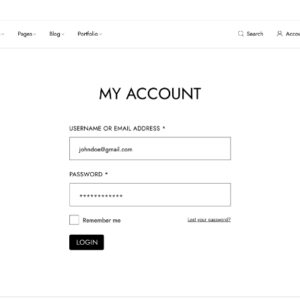 Pages
Blog
Portfolio
Search
MY ACCOUNT
USERNAME OR EMAIL ADDRESS *
johndoe@gmail.com
PASSWORD *
************
Remember me
Lost your password?
LOGIN